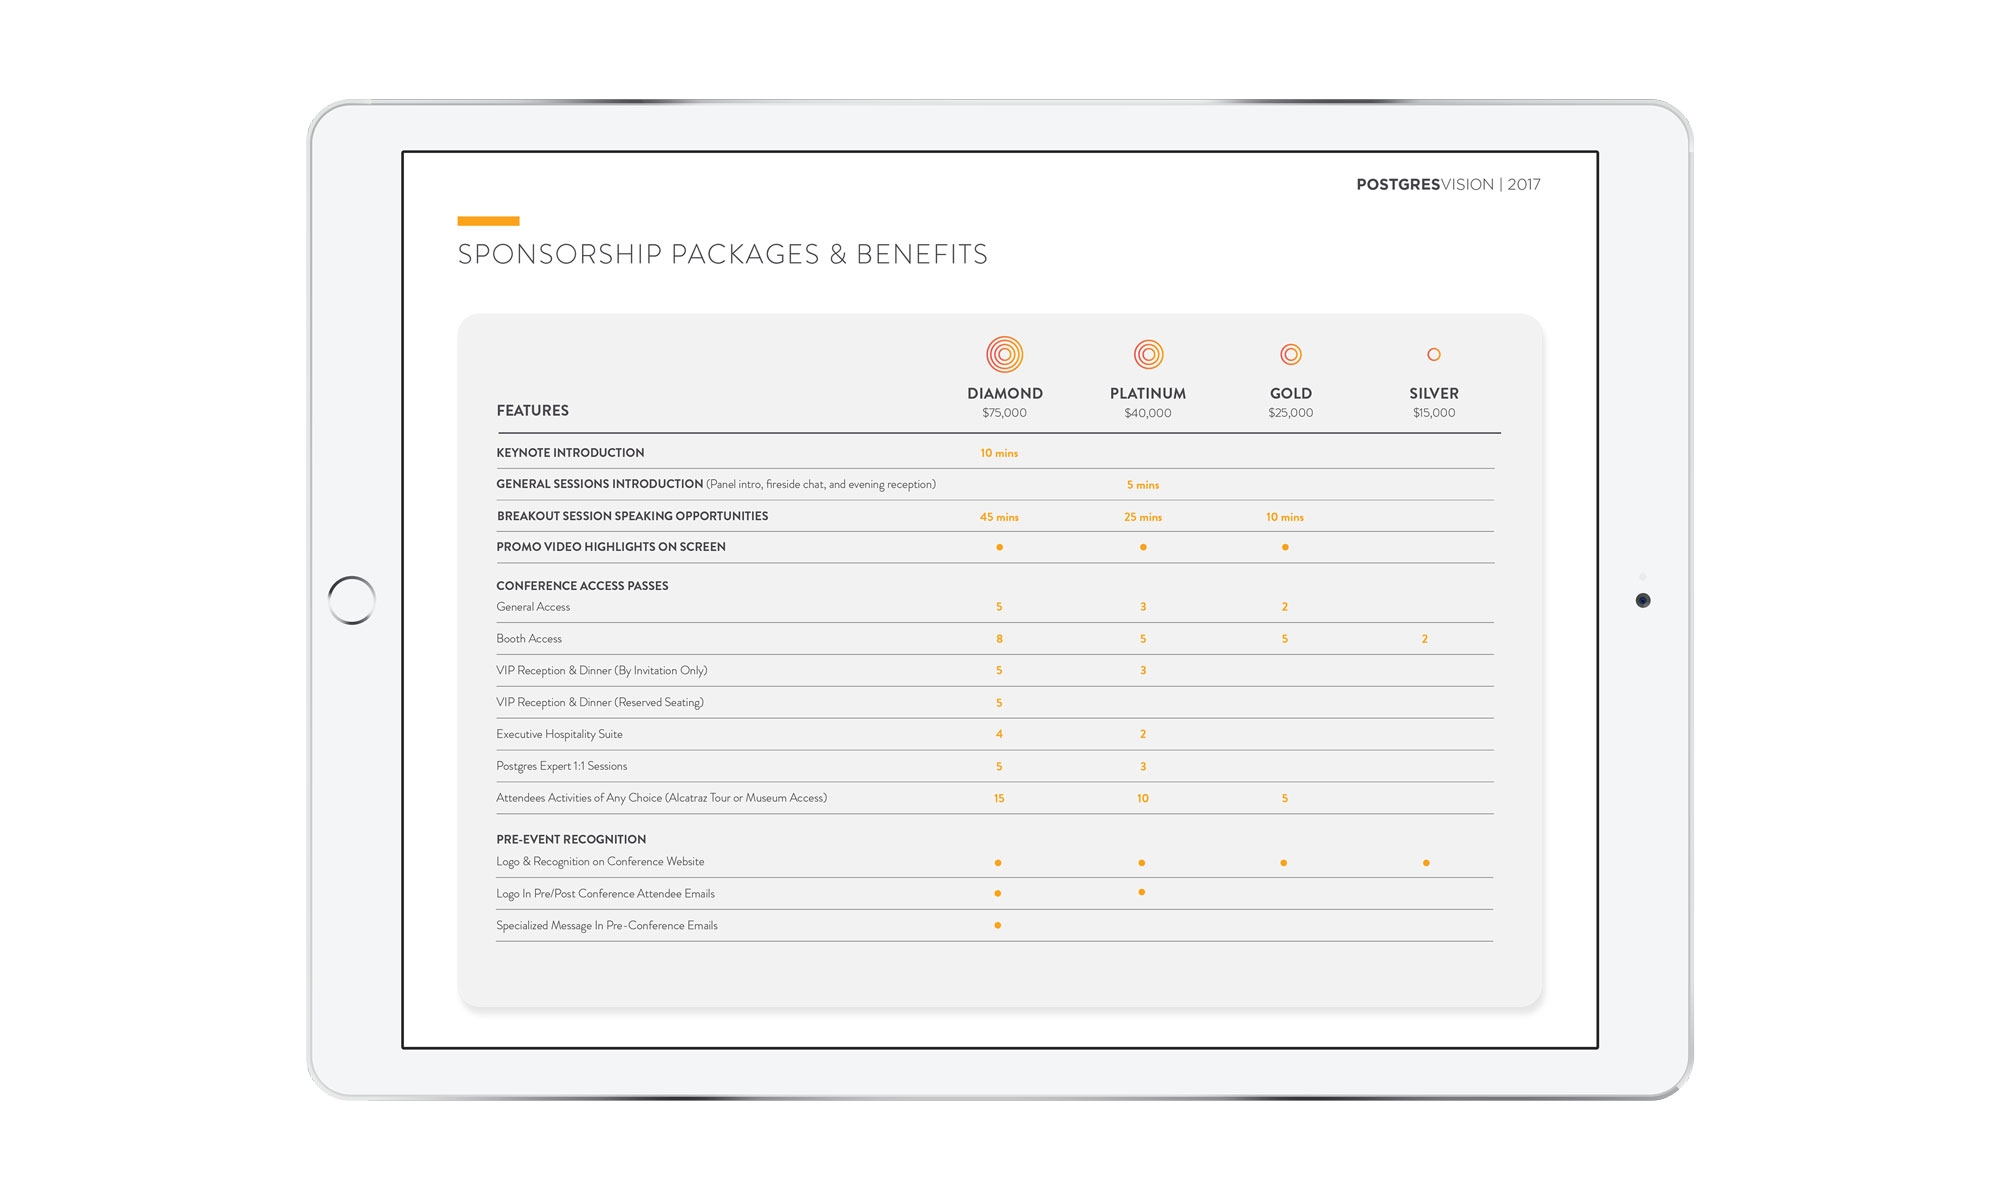 POSTGRESVISION | 2017
SPONSORSHIP PACKAGES & BENEFITS
FEATURES DIAMOND PLATINUM GOLD SILVER
$75,000 $40,000 $25,000 $15,000
KEYNOTE INTRODUCTION 10 mins
GENERAL SESSIONS INTRODUCTION (Panel intro, fireside chat, and evening reception) 5 mins
BREAKOUT SESSION SPEAKING OPPORTUNITIES 45 mins 25 mins 10 mins
PROMO VIDEO HIGHLIGHTS ON SCREEN • • •
CONFERENCE ACCESS PASSES
General Access 5 3 2
Booth Access 8 5 5 2
VIP Reception & Dinner (By Invitation Only) 5 3
VIP Reception & Dinner (Reserved Seating) 5
Executive Hospitality Suite 4 2
Postgres Expert 1:1 Sessions 5 3
Attendees Activities of Any Choice (Alcatraz Tour or Museum Access) 15 10 5
PRE-EVENT RECOGNITION
Logo & Recognition on Conference Website • • • •
Logo In Pre/Post Conference Attendee Emails • •
Specialized Message In Pre-Conference Emails •